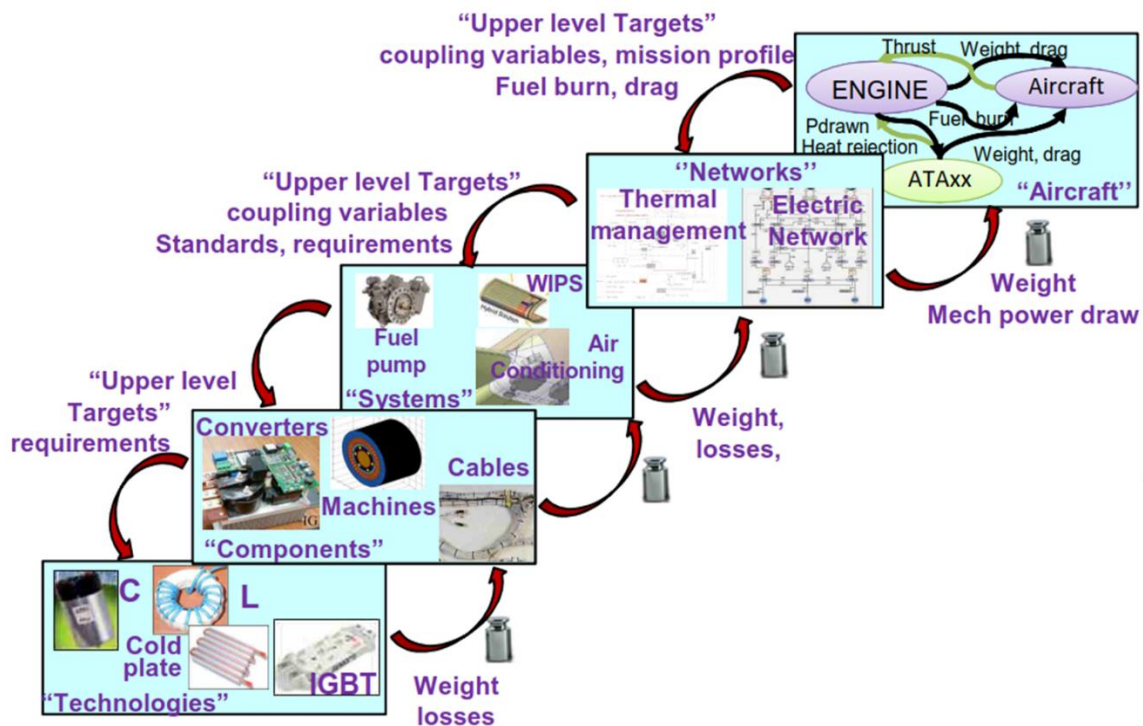 “Upper level Targets”
coupling variables, mission profile
Fuel burn, drag
Thrust
Weight, drag
ENGINE
Aircraft
Fuel burn
Pdrawn
Heat rejection
Weight, drag
ATAxx
“Aircraft’’
‘’Networks’’
Thermal
management
Electric
Network
Weight
Mech power draw
“Upper level Targets”
coupling variables
Standards, requirements
WIPS
Hybrid Solution
Fuel
pump
Air
Conditioning
“Systems”
Weight,
losses,
“Upper level
Targets”
requirements
Converters
Machines
Cables
“Components”
C
L
Cold
plate
IGBT
“Technologies”
Weight
losses